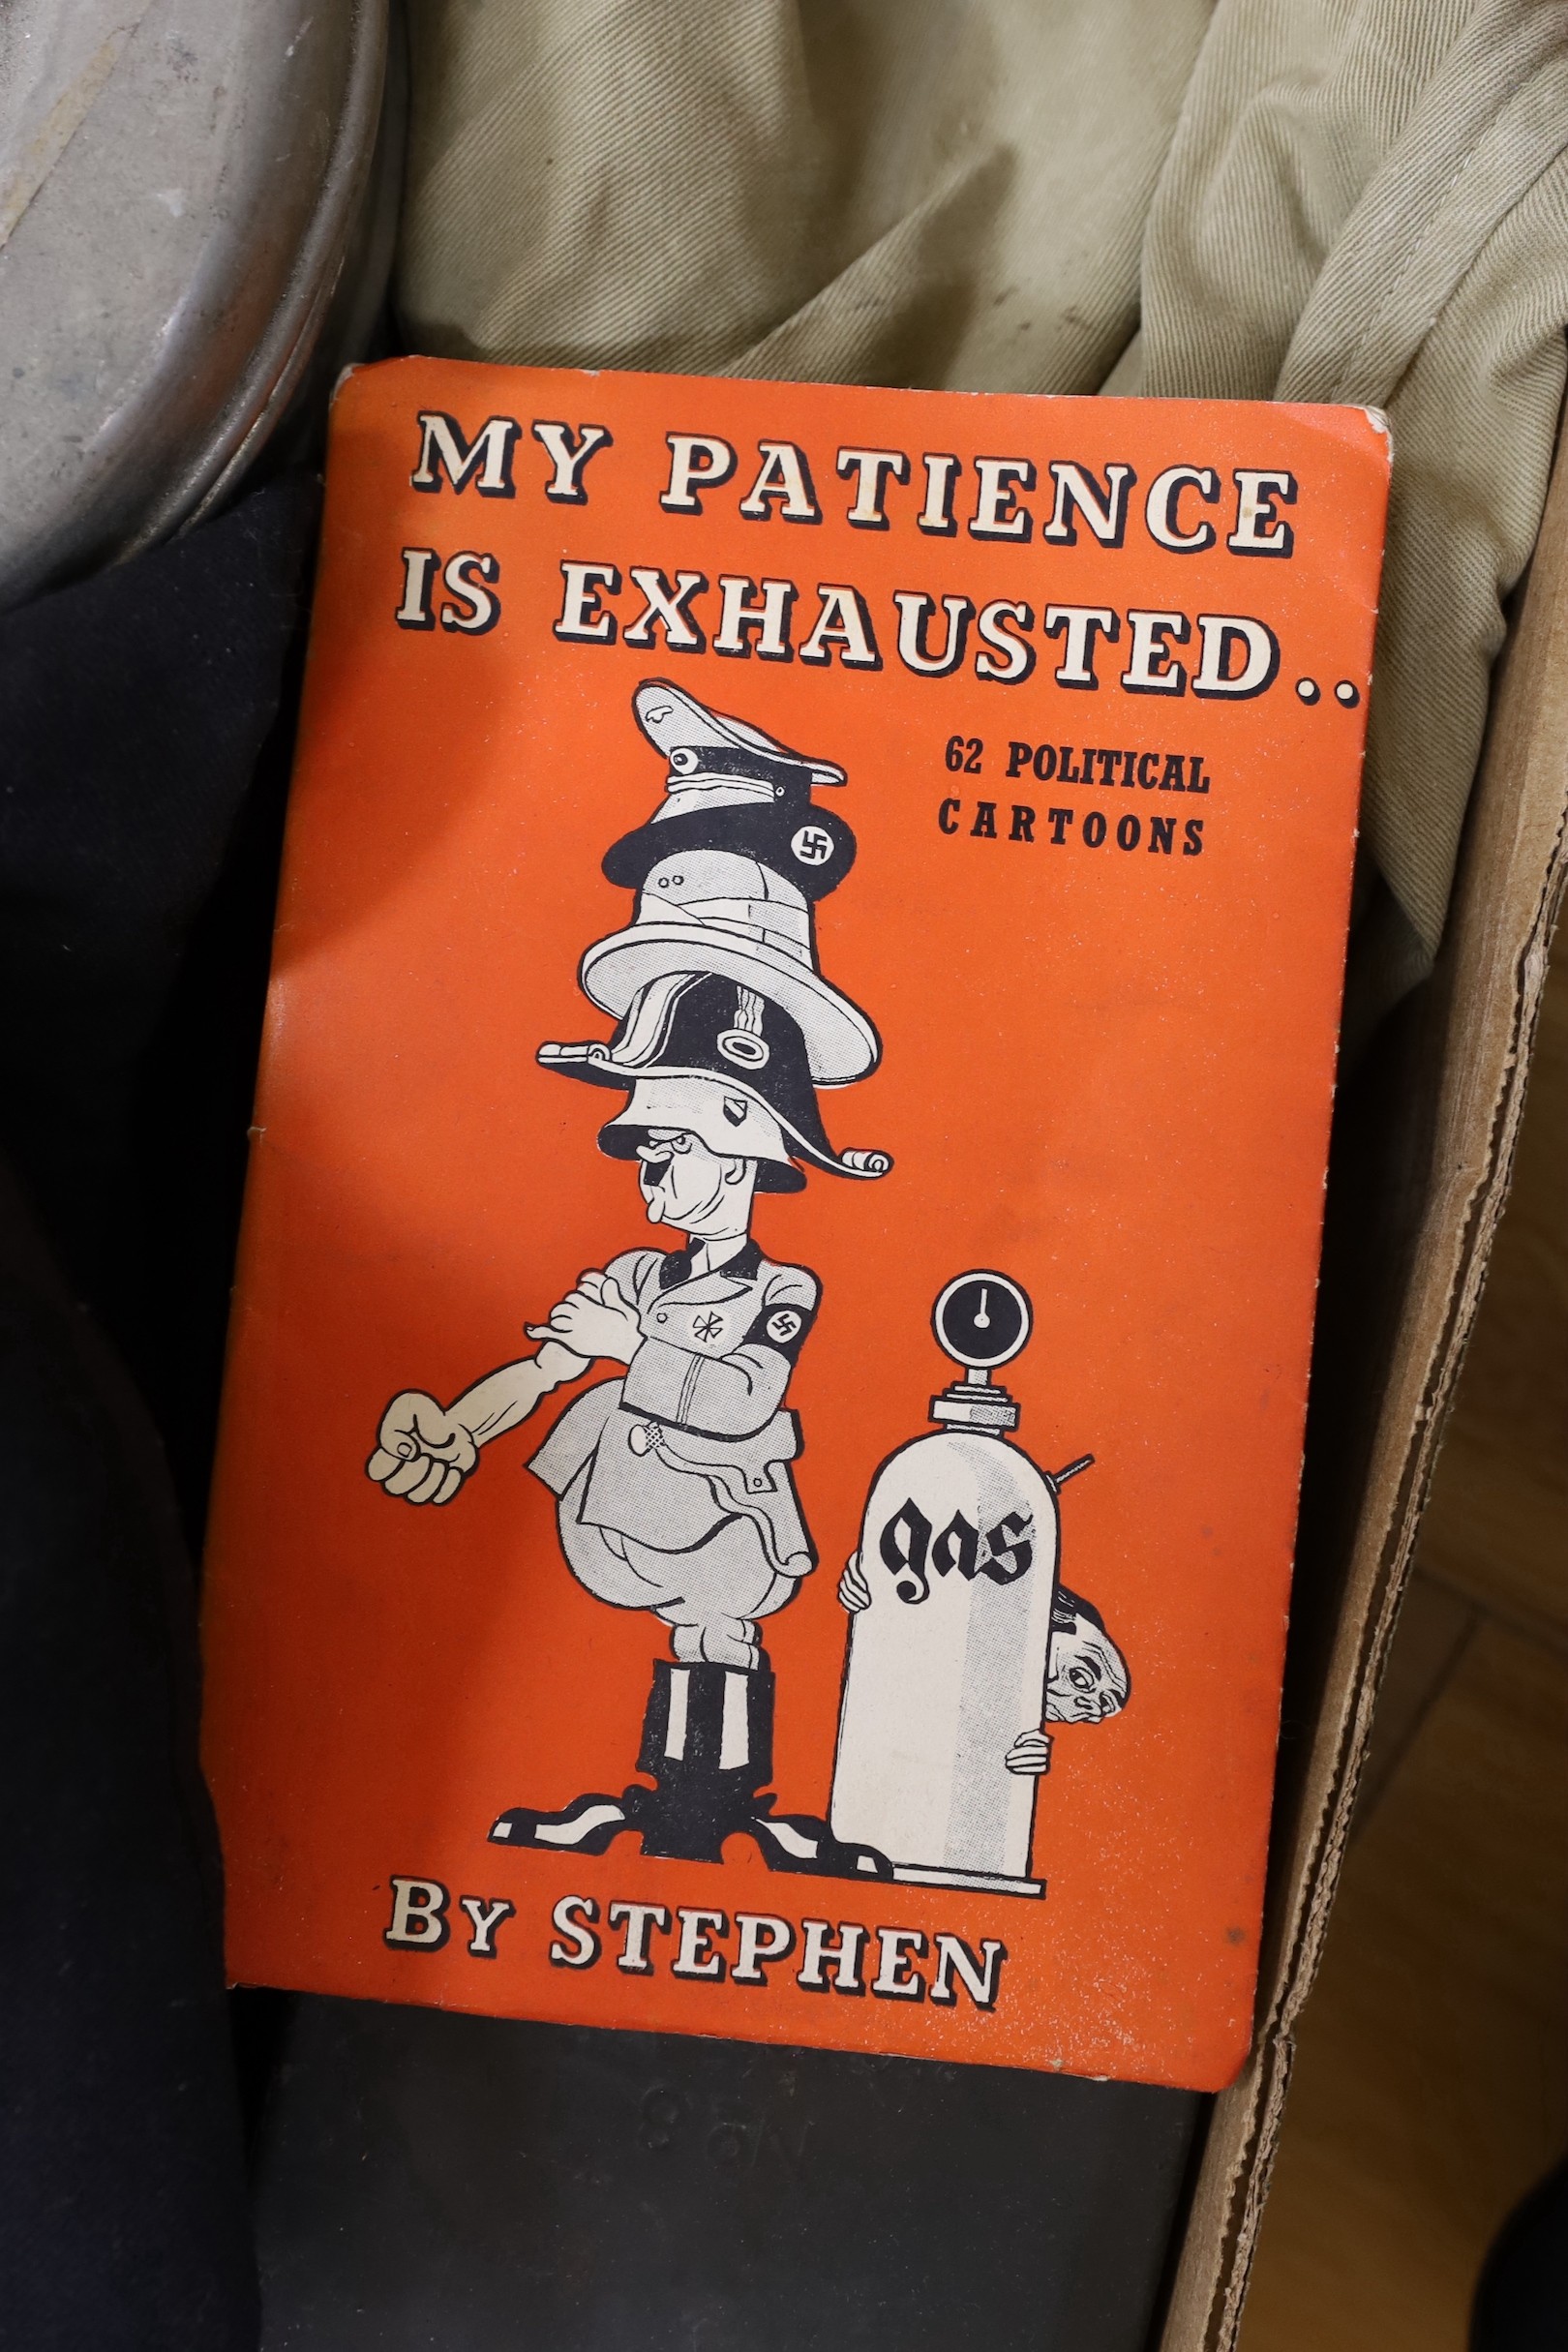 MY PATIENCE
IS EXHAUSTED..
62 POLITICAL
CARTOONS
gas
BY STEPHEN